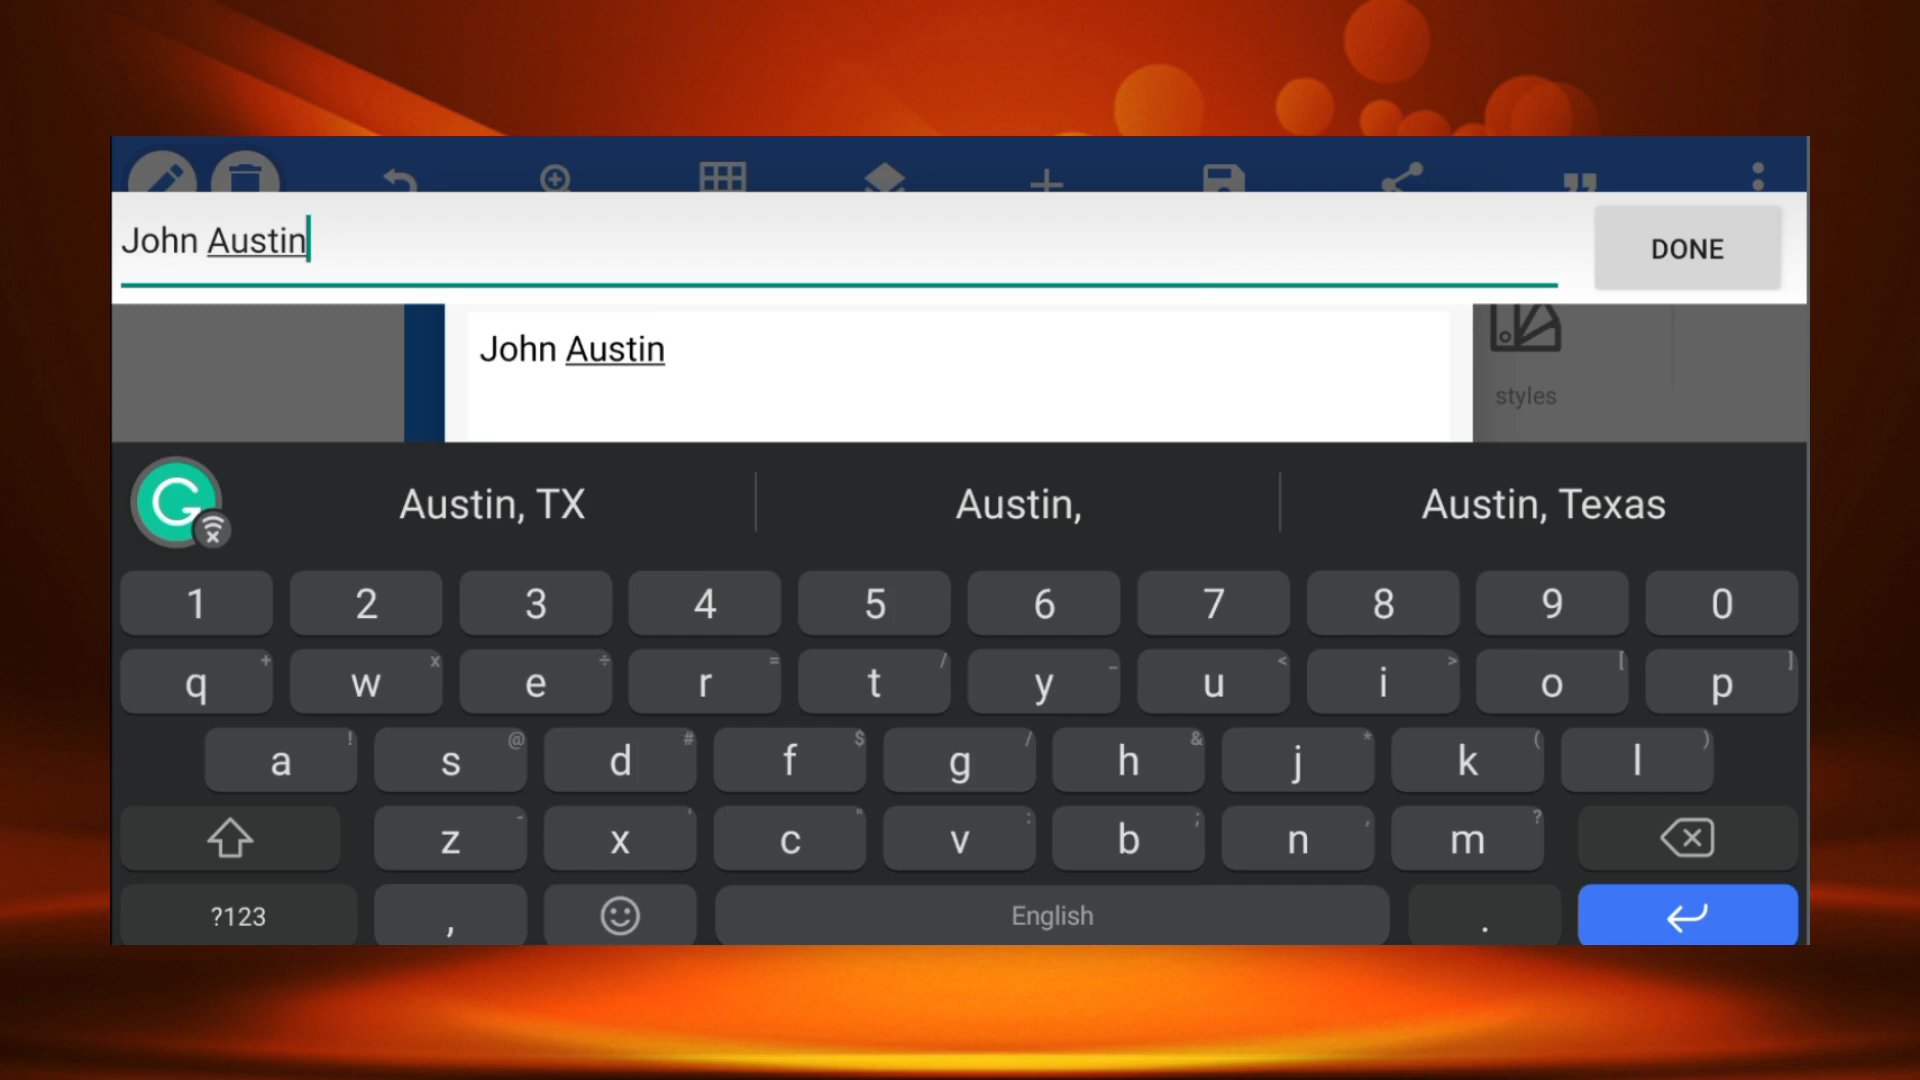 John Austin
DONE
John Austin
styles
Austin, TX
Austin,
Austin, Texas
1 2 3 4 5 6 7 8 9 0
+ x ÷ = / _ < > [ ]
q w e r t y u i o p
! @ # $ / & * ( )
a s d f g h j k l
- ' " : ; , ?
z x c v b n m
?123 , English .